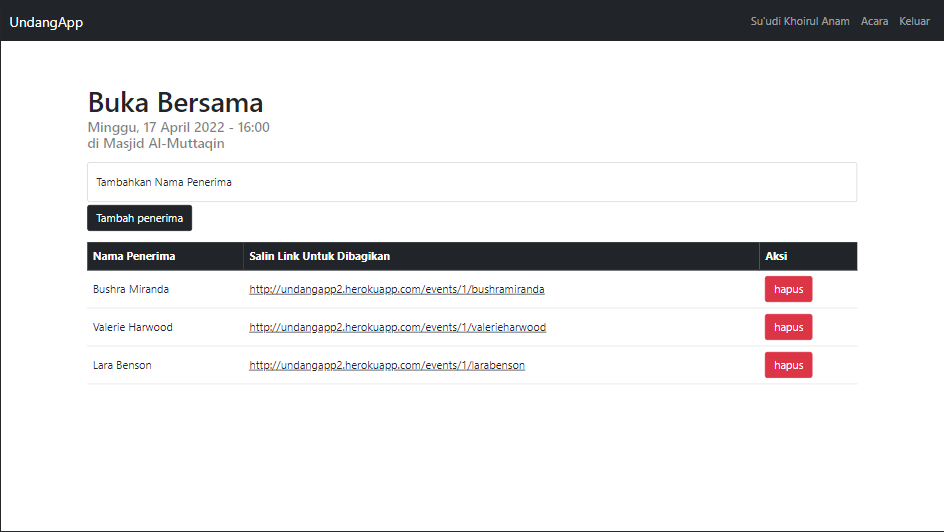 UndangApp Su'udi Khoirul Anam Acara Keluar
Buka Bersama
Minggu, 17 April 2022 - 16:00
di Masjid Al-Muttaqin
Tambahkan Nama Penerima
Tambah penerima
Nama Penerima Salin Link Untuk Dibagikan Aksi
Bushra Miranda http://undangapp2.herokuapp.com/events/1/bushramiranda hapus
Valerie Harwood http://undangapp2.herokuapp.com/events/1/valerieharwood hapus
Lara Benson http://undangapp2.herokuapp.com/events/1/larabenson hapus